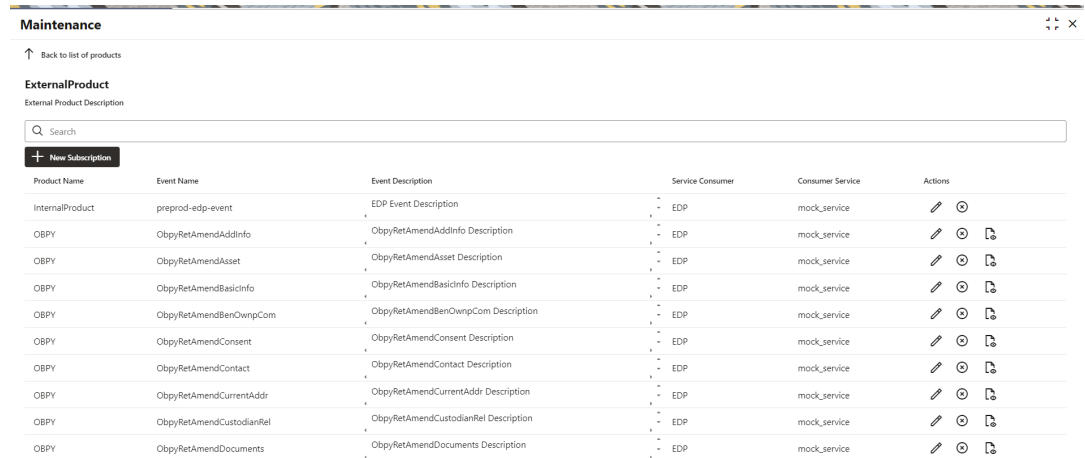 Maintenance
Back to list of products
ExternalProduct
External Product Description
Search
New Subscription
Product Name Event Name Event Description Service Consumer Consumer Service Actions
InternalProduct preprod-edp-event EDP Event Description EDP mock_service
OBPY ObpyRetAmendAddInfo ObpyRetAmendAddInfo Description EDP mock_service
OBPY ObpyRetAmendAsset ObpyRetAmendAsset Description EDP mock_service
OBPY ObpyRetAmendBasicInfo ObpyRetAmendBasicInfo Description EDP mock_service
OBPY ObpyRetAmendBenOwnpCom ObpyRetAmendBenOwnpCom Description EDP mock_service
OBPY ObpyRetAmendConsent ObpyRetAmendConsent Description EDP mock_service
OBPY ObpyRetAmendContact ObpyRetAmendContact Description EDP mock_service
OBPY ObpyRetAmendCurrentAddr ObpyRetAmendCurrentAddr Description EDP mock_service
OBPY ObpyRetAmendCustodianRel ObpyRetAmendCustodianRel Description EDP mock_service
OBPY ObpyRetAmendDocuments ObpyRetAmendDocuments Description EDP mock_service